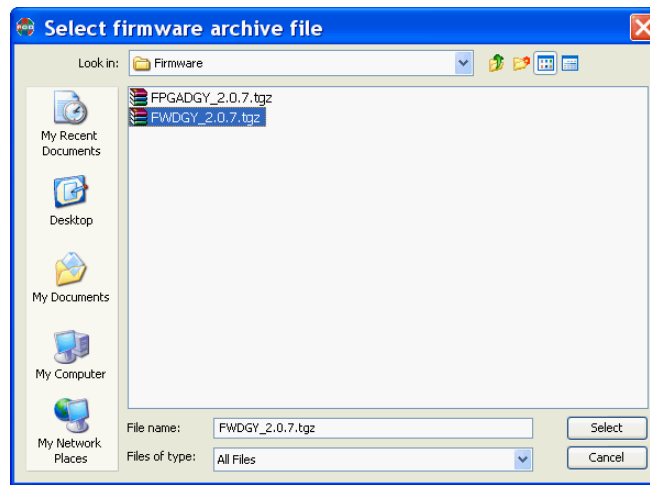 Select firmware archive file
Look in:
Firmware
FPGADGY_2.0.7.tgz
FWDGY_2.0.7.tgz
My Recent
Documents
Desktop
My Documents
My Computer
My Network
Places
File name:
FWDGY_2.0.7.tgz
Select
Files of type:
All Files
Cancel